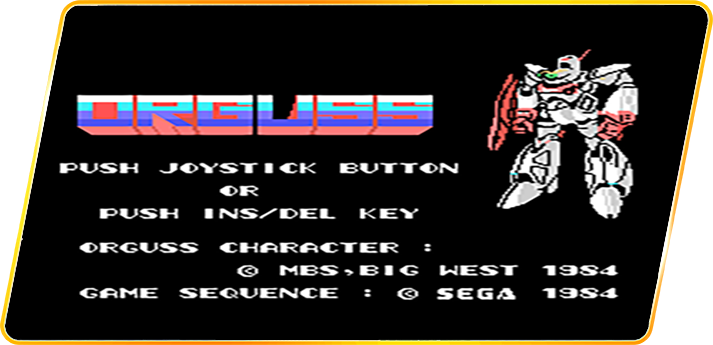 ORGUSS
PUSH JOYSTICK BUTTON
OR
PUSH INS/DEL KEY
ORGUSS CHARACTER :
© MBS,BIG WEST 1984
GAME SEQUENCE : © SEGA 1984